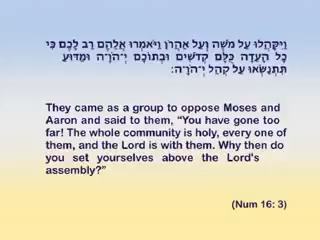 וַיִּקָּהֲלוּ עַל מֹשֶׁה וְעַל אַהֲרֹן וַיֹּאמְרוּ אֲלֵהֶם רַב לָכֶם כִּי
כָל הָעֵדָה כֻּלָּם קְדֹשִׁים וּבְתוֹכָם יְ־הֹוָ־ה וּמַדּוּעַ
תִּתְנַשְּׂאוּ עַל קְהַל יְ־הֹוָ־ה:
They came as a group to oppose Moses and
Aaron and said to them, “You have gone too
far! The whole community is holy, every one of
them, and the Lord is with them. Why then do
you set yourselves above the Lord's
assembly?”
(Num 16: 3)